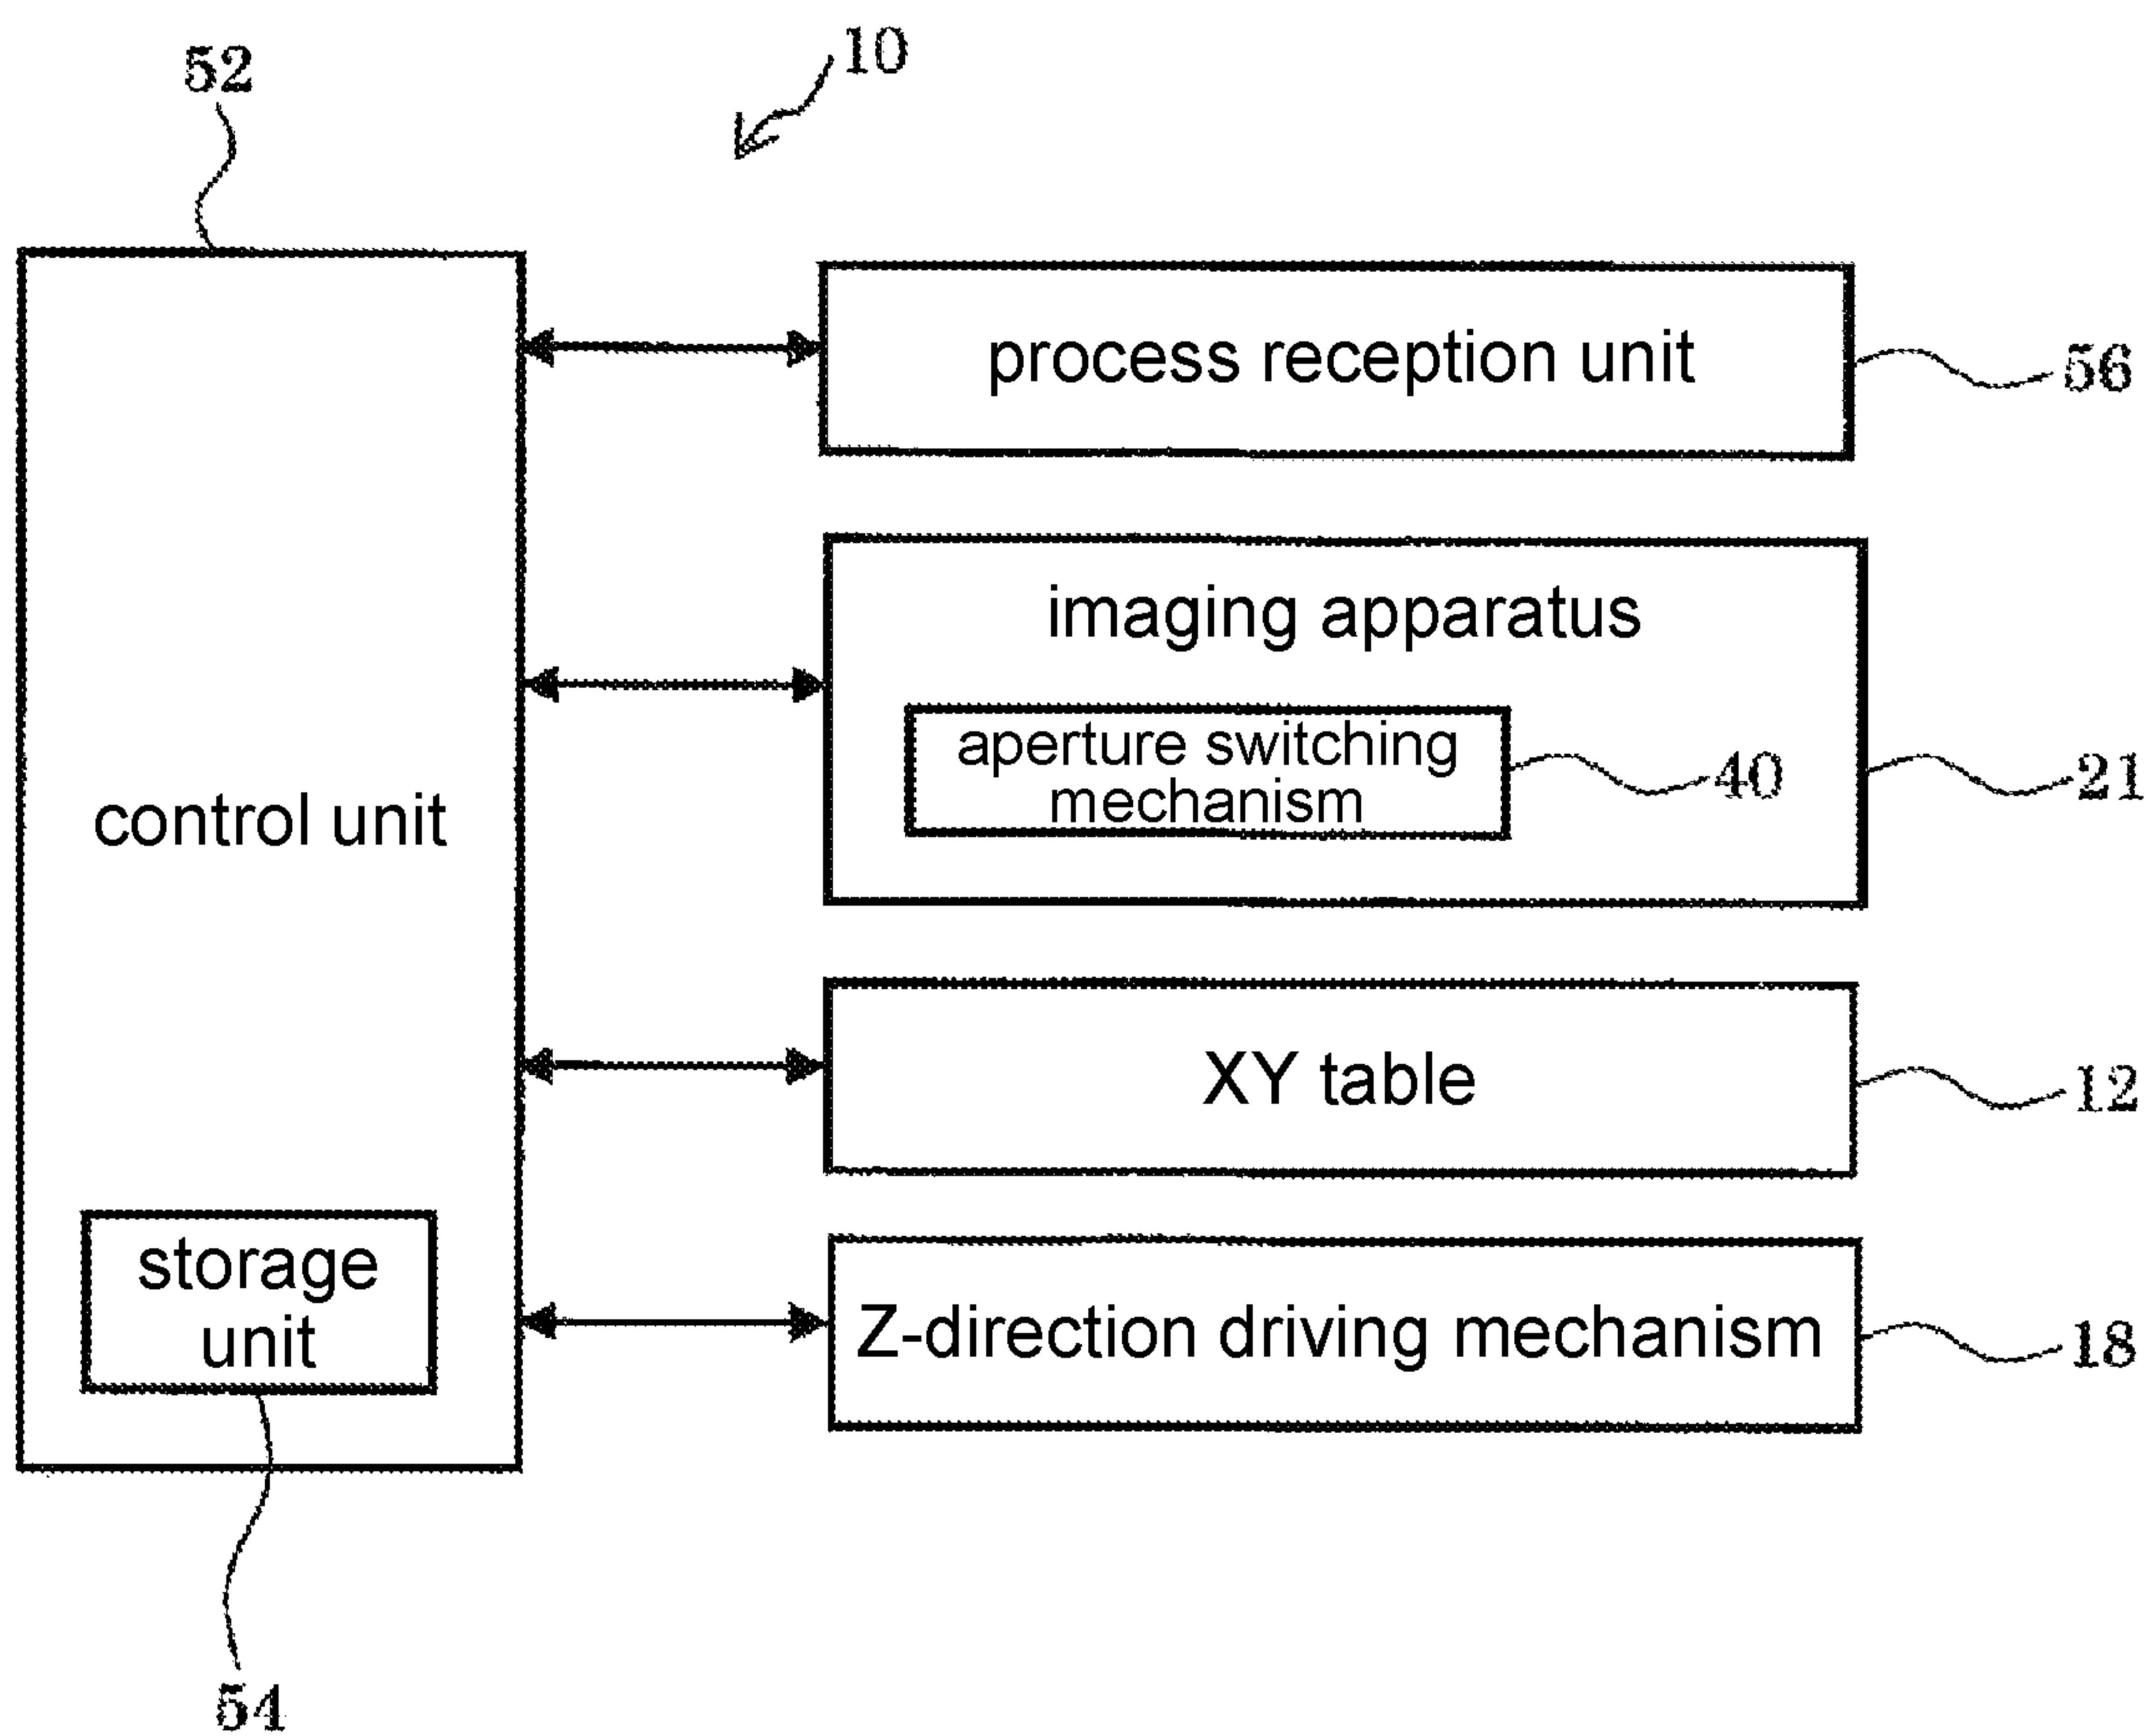 10
52
process reception unit
56
imaging apparatus
aperture switching
mechanism
40
21
control unit
XY table
12
storage
unit
Z-direction driving mechanism
18
54